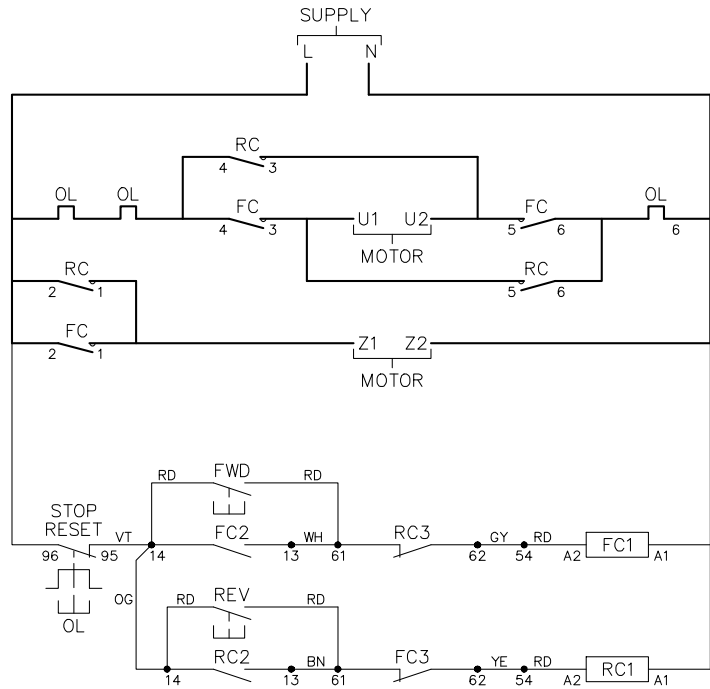 SUPPLY
L N
RC
4 3
OL OL FC FC OL
4 3 U1 U2 5 6 6
MOTOR
RC RC
2 1 5 6
FC
2 1 Z1 Z2
MOTOR
RD FWD RD
STOP
RESET VT FC2 WH RC3 GY RD FC1
96 95 14 13 61 62 54 A2 A1
OG RD REV RD
OL
RC2 BN FC3 YE RD RC1
14 13 61 62 54 A2 A1